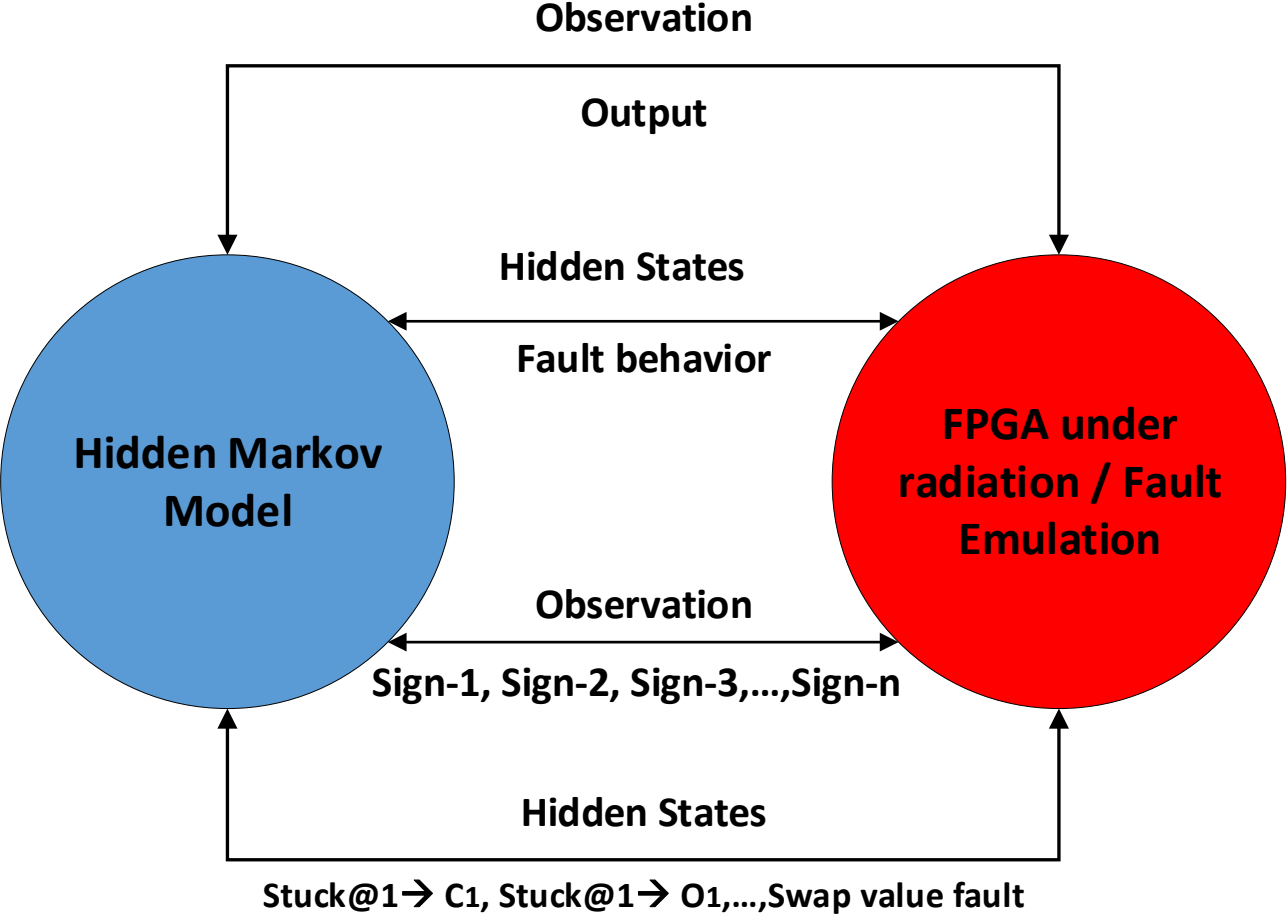 Observation
Output
Hidden States
Fault behavior
Hidden Markov
Model
FPGA under
radiation / Fault
Emulation
Observation
Sign-1, Sign-2, Sign-3,...,Sign-n
Hidden States
Stuck@1→ C1, Stuck@1→ O1,...,Swap value fault